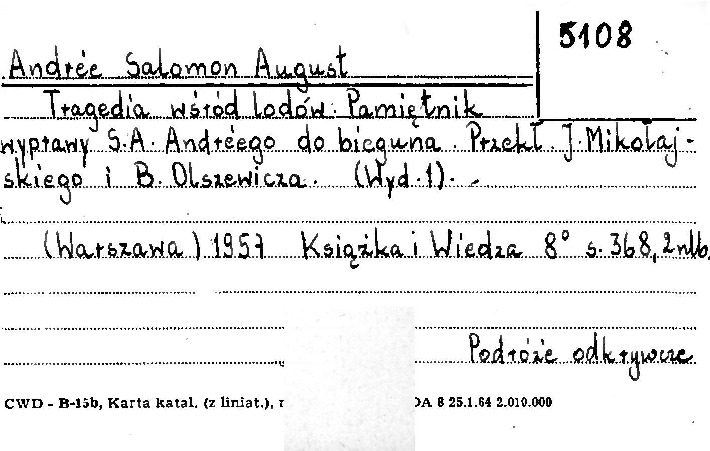 5108
Andrée Salomon August
Tragedia wśród lodów. Pamiętnik
wyprawy S.A. Andréego do bieguna. Przekł. J. Mikołaj-
skiego i B. Olszewicza. (Wyd. 1). -
(Warszawa) 1957 Książka i Wiedza 8° s. 368, 2 nlb.
Podróże odkrywcze
CWD - B-15b, Karta katal. (z liniat.), DA 8 25.1.64 2.010.000